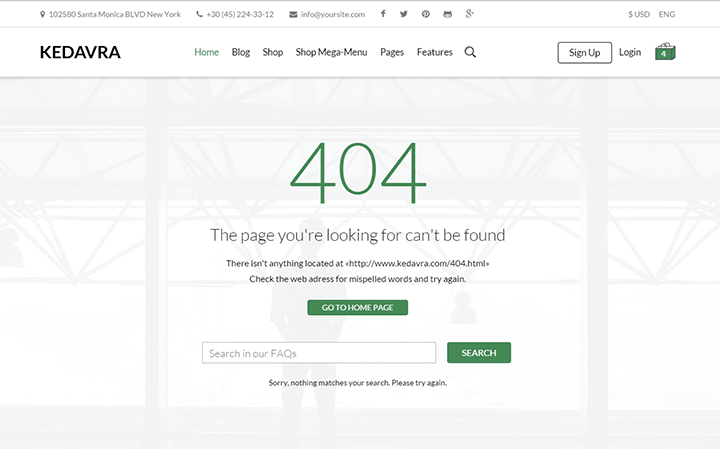 102580 Santa Monica BLVD New York +30 (45) 224-33-12 info@yoursite.com $ USD ENG
KEDAVRA Home Blog Shop Shop Mega-Menu Pages Features Sign Up Login 4
404
The page you're looking for can't be found
There isn't anything located at «http://www.kedavra.com/404.html»
Check the web adress for mispelled words and try again.
GO TO HOME PAGE
Search in our FAQs SEARCH
Sorry, nothing matches your search. Please try again.